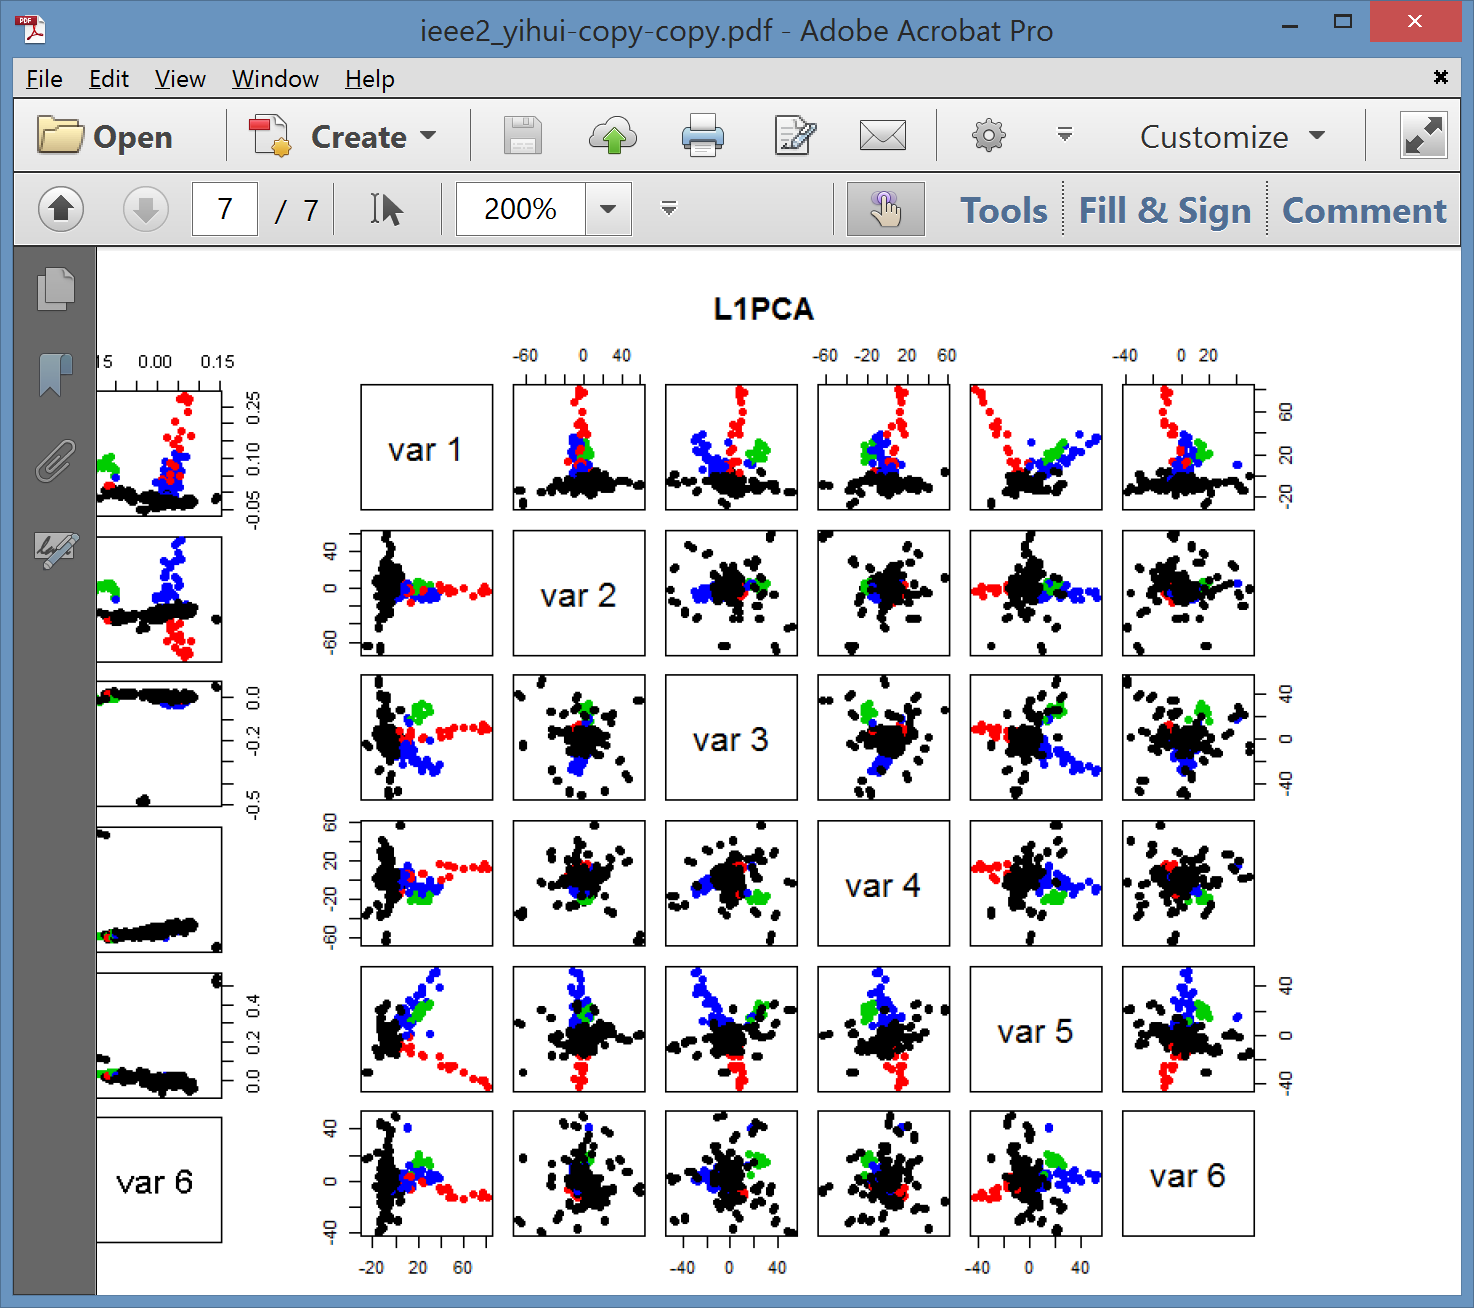 ieee2_yihui-copy-copy.pdf - Adobe Acrobat Pro
File Edit View Window Help
Open Create Customize
7 / 7 200% Tools Fill & Sign Comment
L1PCA
15 0.00 0.15
-60 0 40 -60 -20 20 60 -40 0 20
0.25 0.10 -0.05
var 1
60 20 -20
40 0 -60
var 2
0.0 -0.2 -0.5
var 3
40 0 -40
60 20 -20 -60
var 4
0.4 0.2 0.0
var 5
40 0 -40
var 6
40 0 -40
var 6
-20 20 60 -40 0 40 -40 0 40